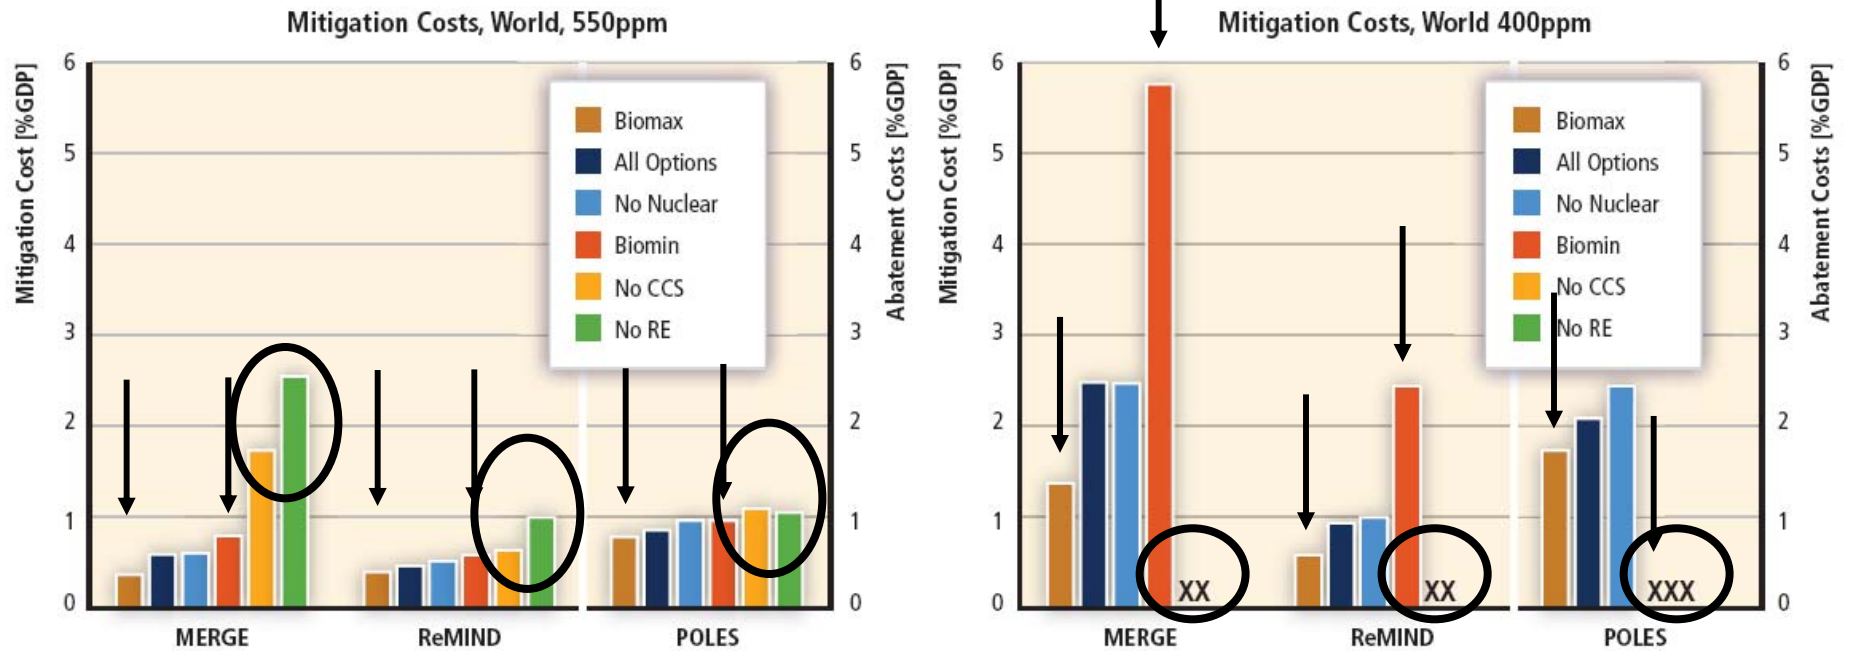 Mitigation Costs, World, 550ppm
Mitigation Cost [%GDP]
6
5
4
3
2
1
0
Biomax
All Options
No Nuclear
Biomin
No CCS
No RE
6
5
4
3
2
1
0
Abatement Costs [%GDP]
MERGE
ReMIND
POLES
Mitigation Costs, World 400ppm
Mitigation Cost [%GDP]
6
5
4
3
2
1
0
Biomax
All Options
No Nuclear
Biomin
No CCS
No RE
XX
XX
XXX
6
5
4
3
2
1
0
Abatement Costs [%GDP]
MERGE
ReMIND
POLES